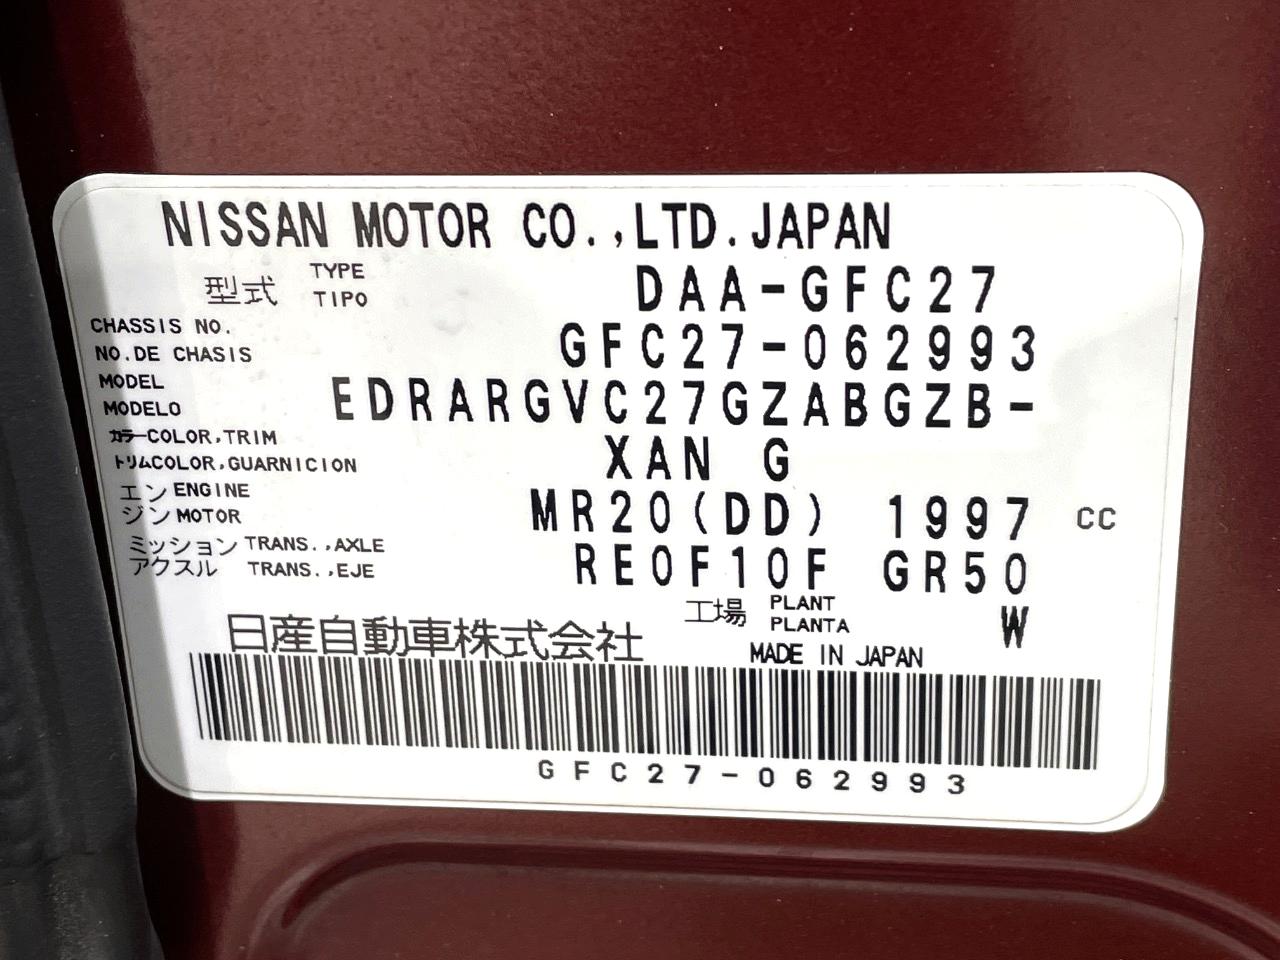 NISSAN MOTOR CO.,LTD.JAPAN
型式 TYPE TIPO DAA-GFC27
CHASSIS NO.
NO.DE CHASIS GFC27-062993
MODEL
MODELO EDRARGVC27GZABGZB-
カラーCOLOR,TRIM
トリムCOLOR,GUARNICION XAN G
エンジン ENGINE MOTOR MR20(DD) 1997 CC
ミッション TRANS.,AXLE
アクスル TRANS.,EJE RE0F10F GR50
工場 PLANT PLANTA W
日産自動車株式会社 MADE IN JAPAN
GFC27-062993